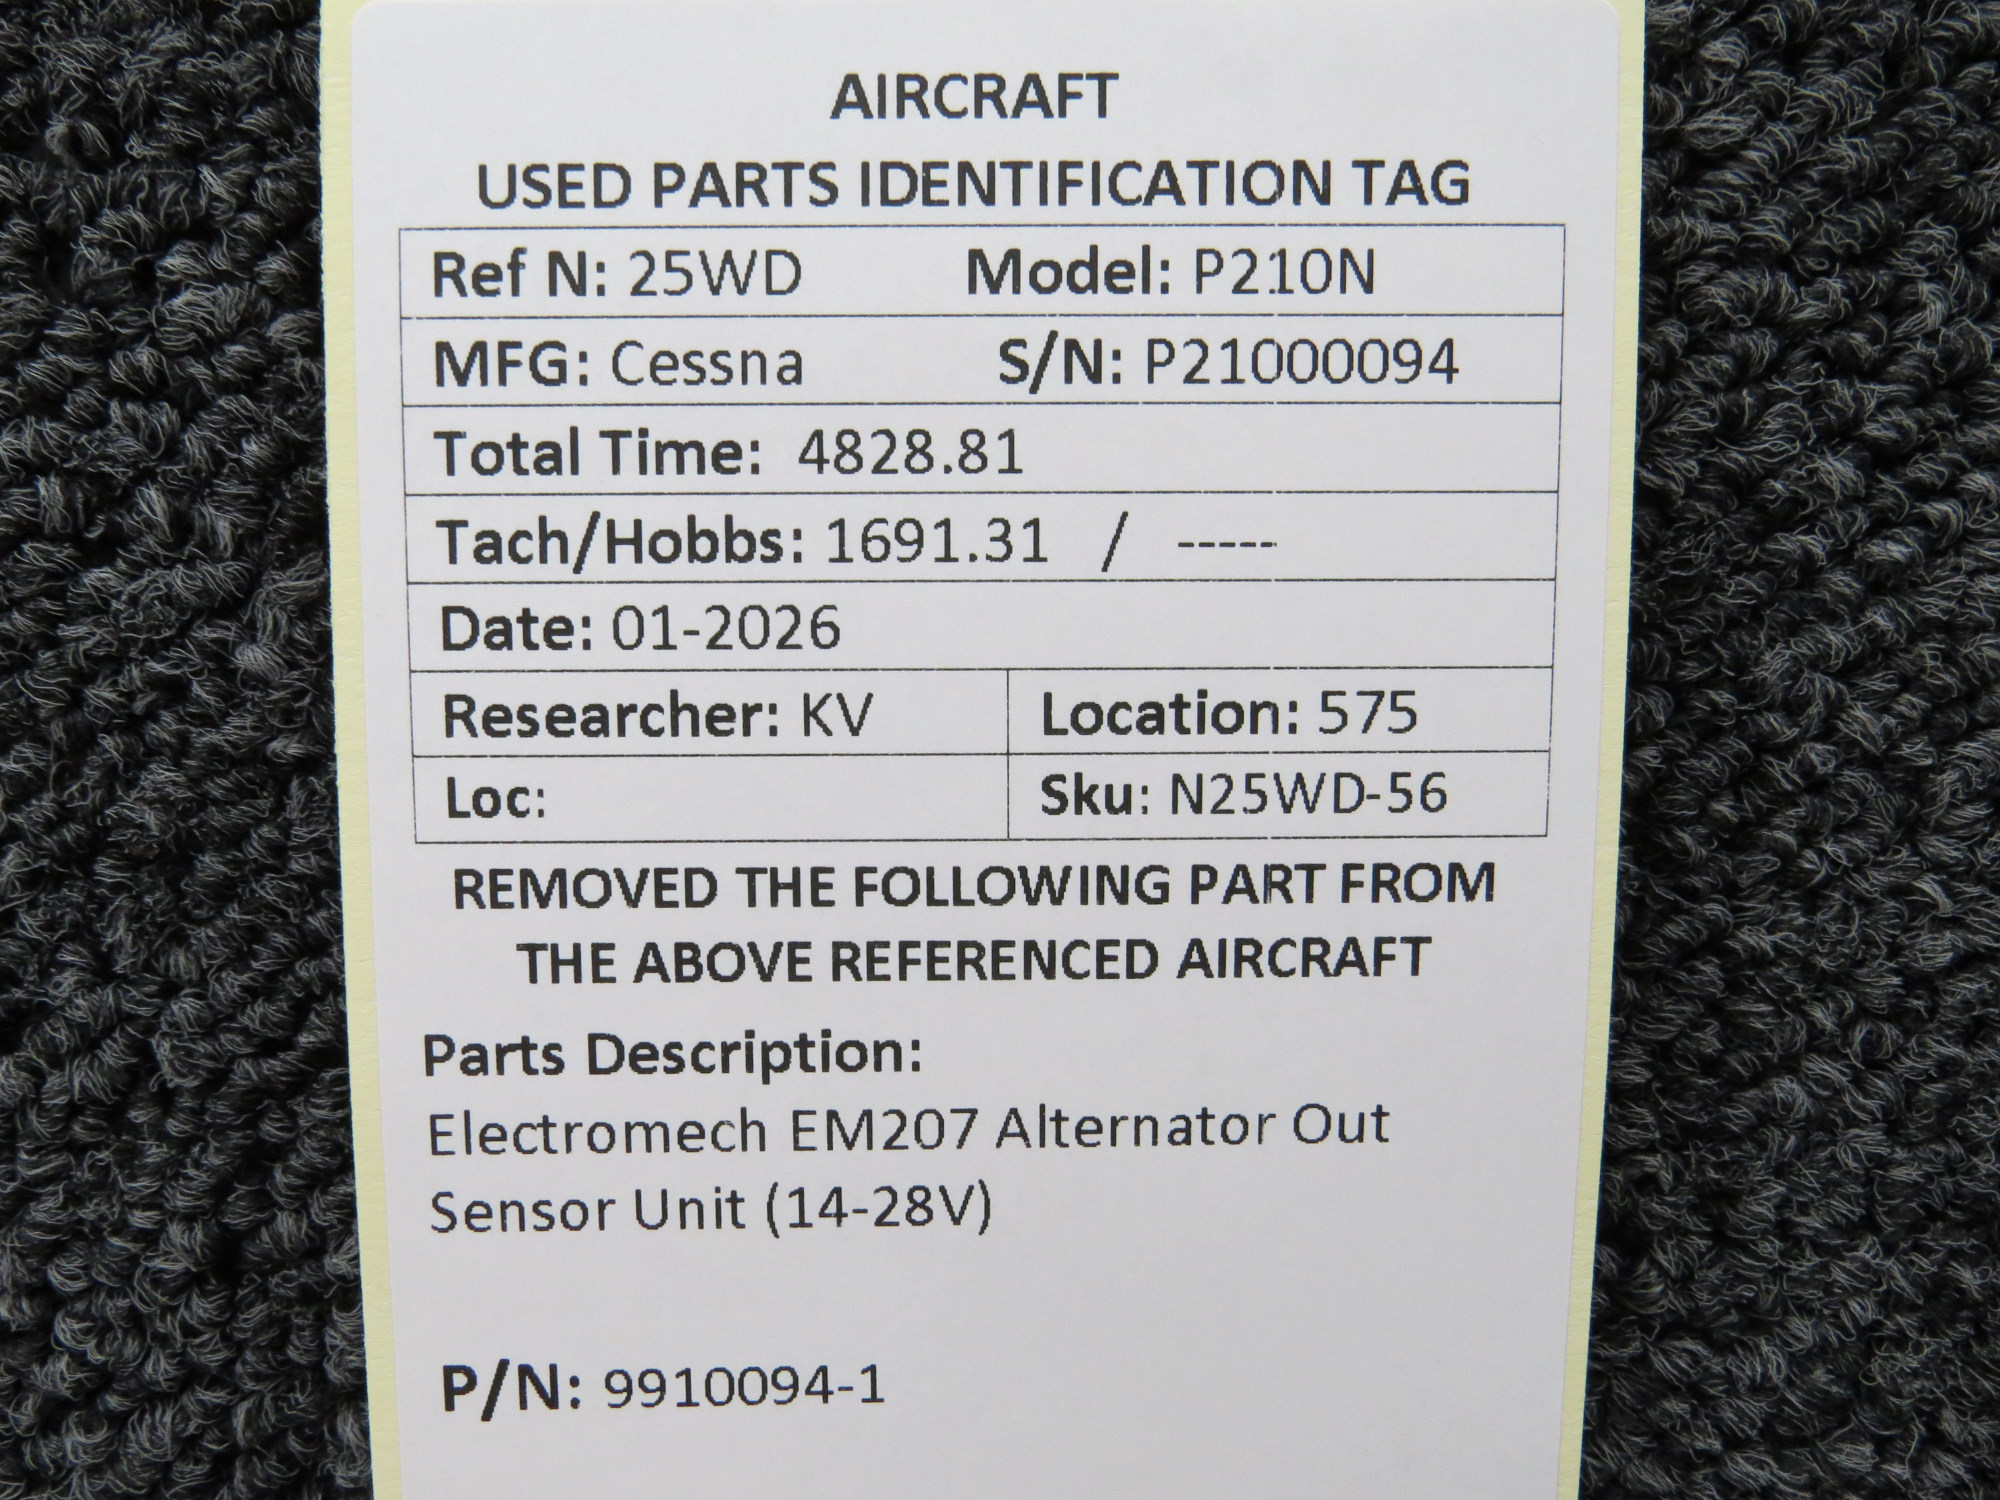 AIRCRAFT
USED PARTS IDENTIFICATION TAG
Ref N: 25WD Model: P210N
MFG: Cessna S/N: P21000094
Total Time: 4828.81
Tach/Hobbs: 1691.31 / -----
Date: 01-2026
Researcher: KV Location: 575
Loc: Sku: N25WD-56
REMOVED THE FOLLOWING PART FROM
THE ABOVE REFERENCED AIRCRAFT
Parts Description:
Electromech EM207 Alternator Out
Sensor Unit (14-28V)
P/N: 9910094-1